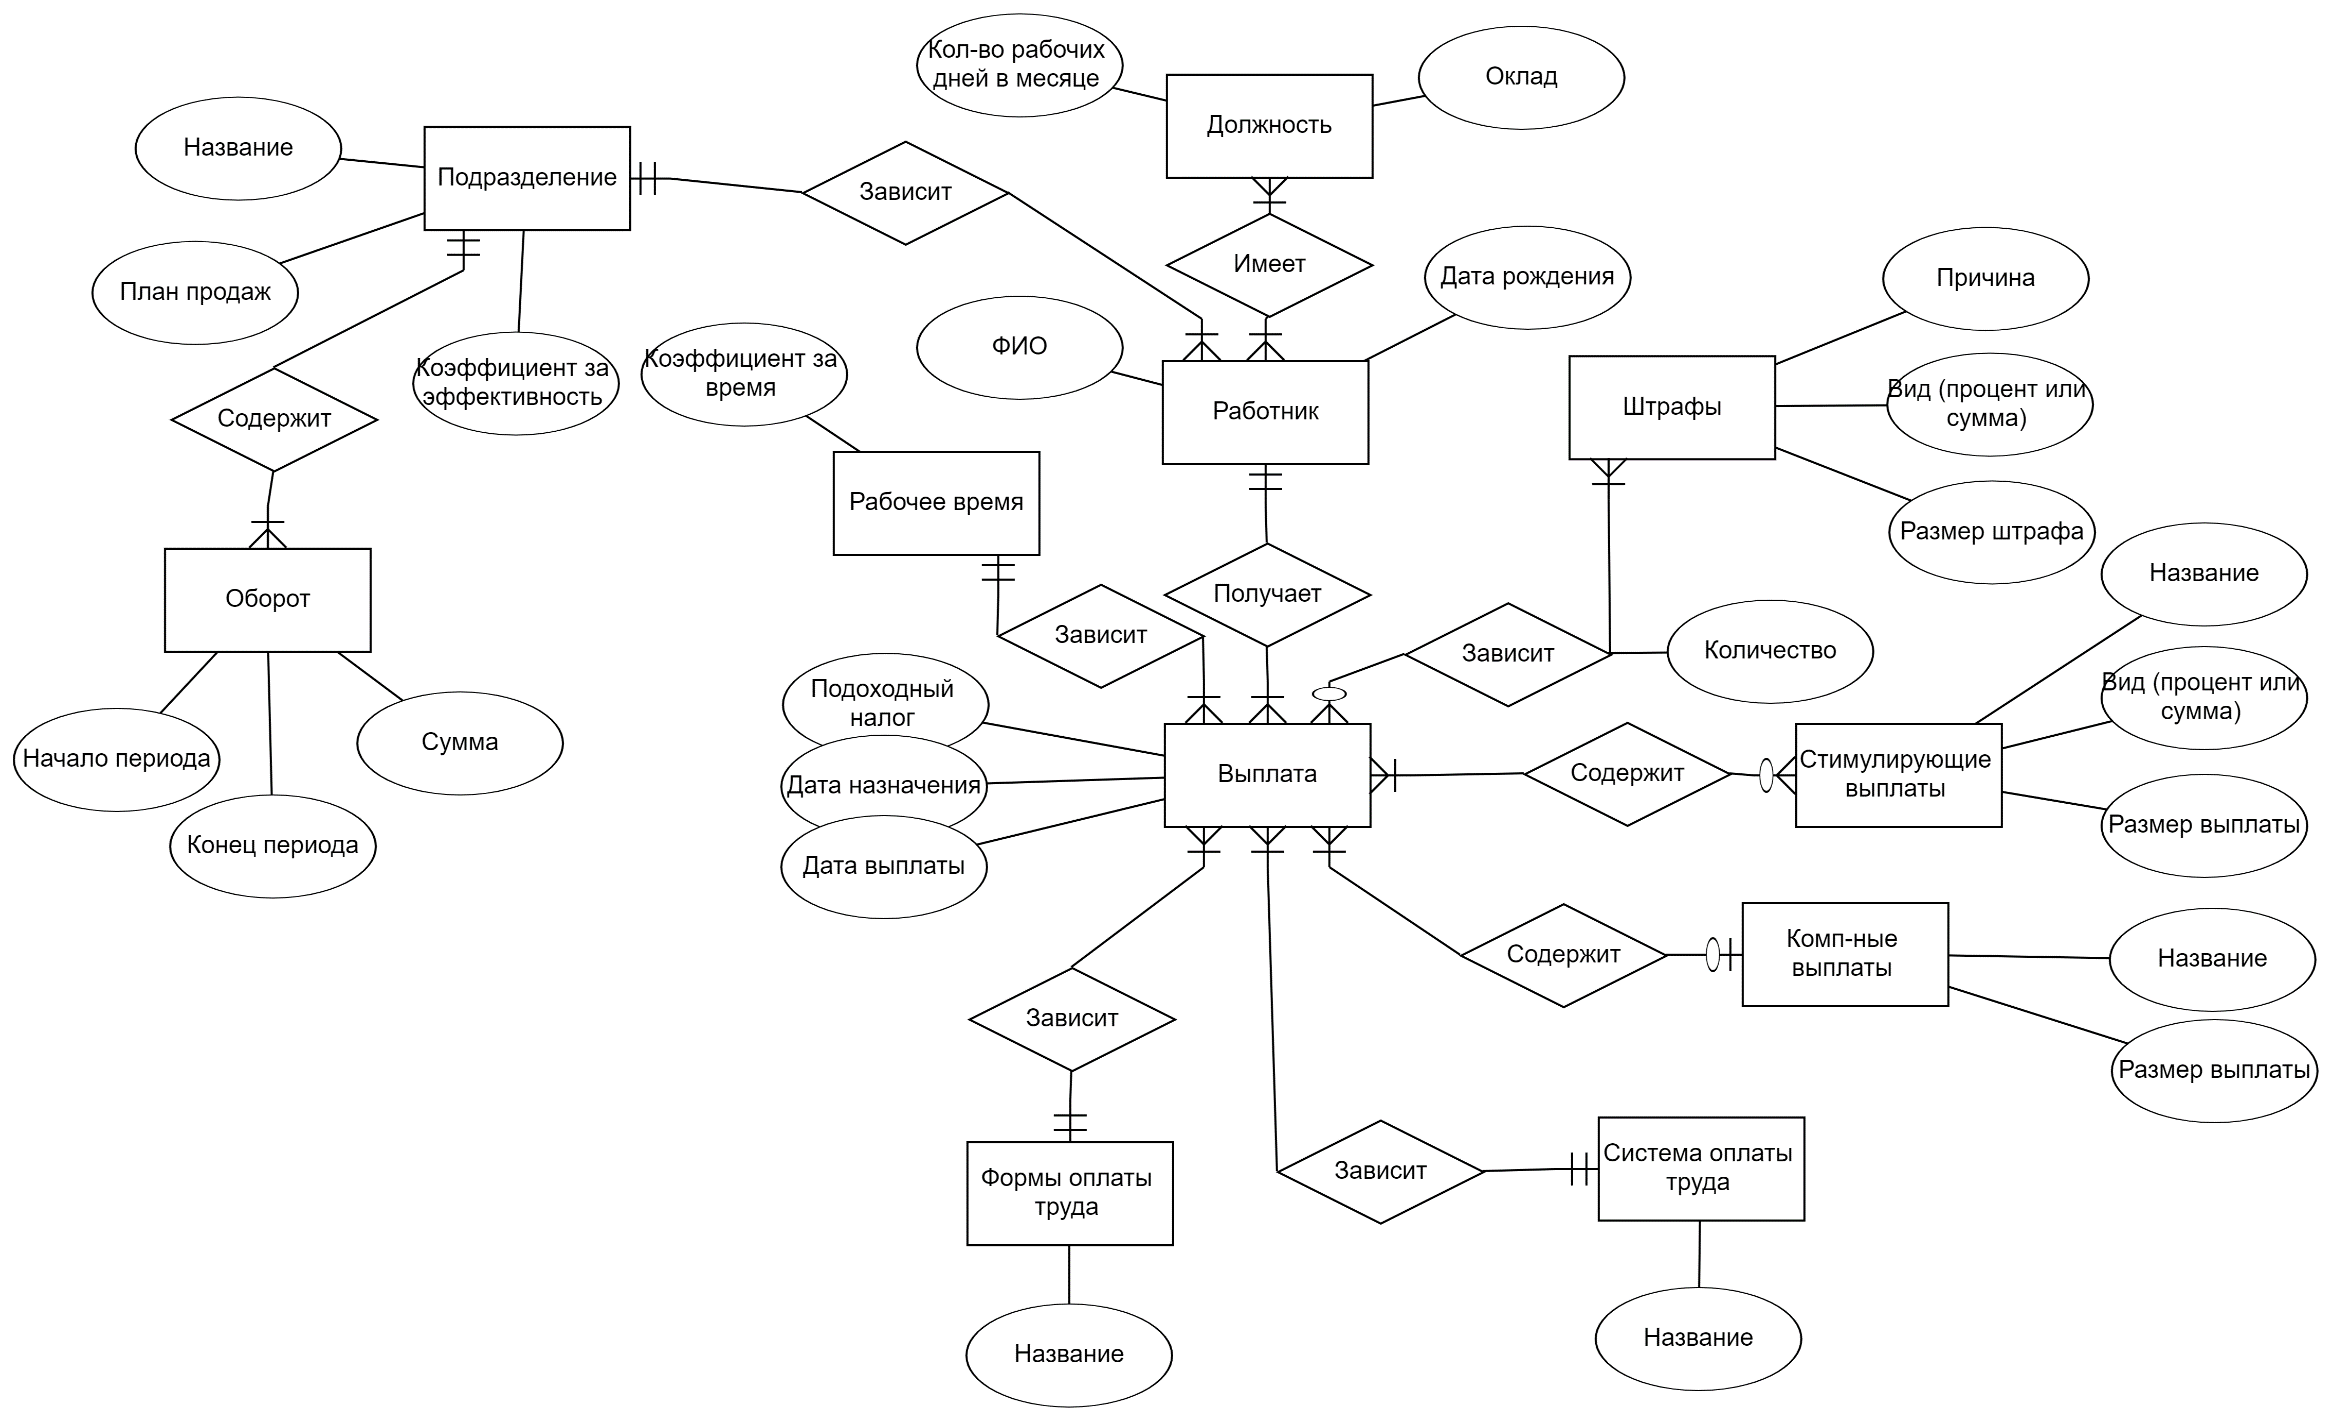 Кол-во рабочих
дней в месяце
Оклад
Должность
Название
Подразделение
Зависит
Имеет
План продаж
Дата рождения
Причина
ФИО
Коэффициент за
эффективность
Коэффициент за
время
Содержит
Работник
Штрафы
Вид (процент или
сумма)
Рабочее время
Размер штрафа
Название
Оборот
Получает
Зависит
Зависит
Количество
Подоходный
налог
Вид (процент или
сумма)
Начало периода
Сумма
Дата назначения
Выплата
Содержит
Стимулирующие
выплаты
Конец периода
Дата выплаты
Размер выплаты
Содержит
Комп-ные
выплаты
Название
Зависит
Размер выплаты
Формы оплаты
труда
Зависит
Система оплаты
труда
Название
Название